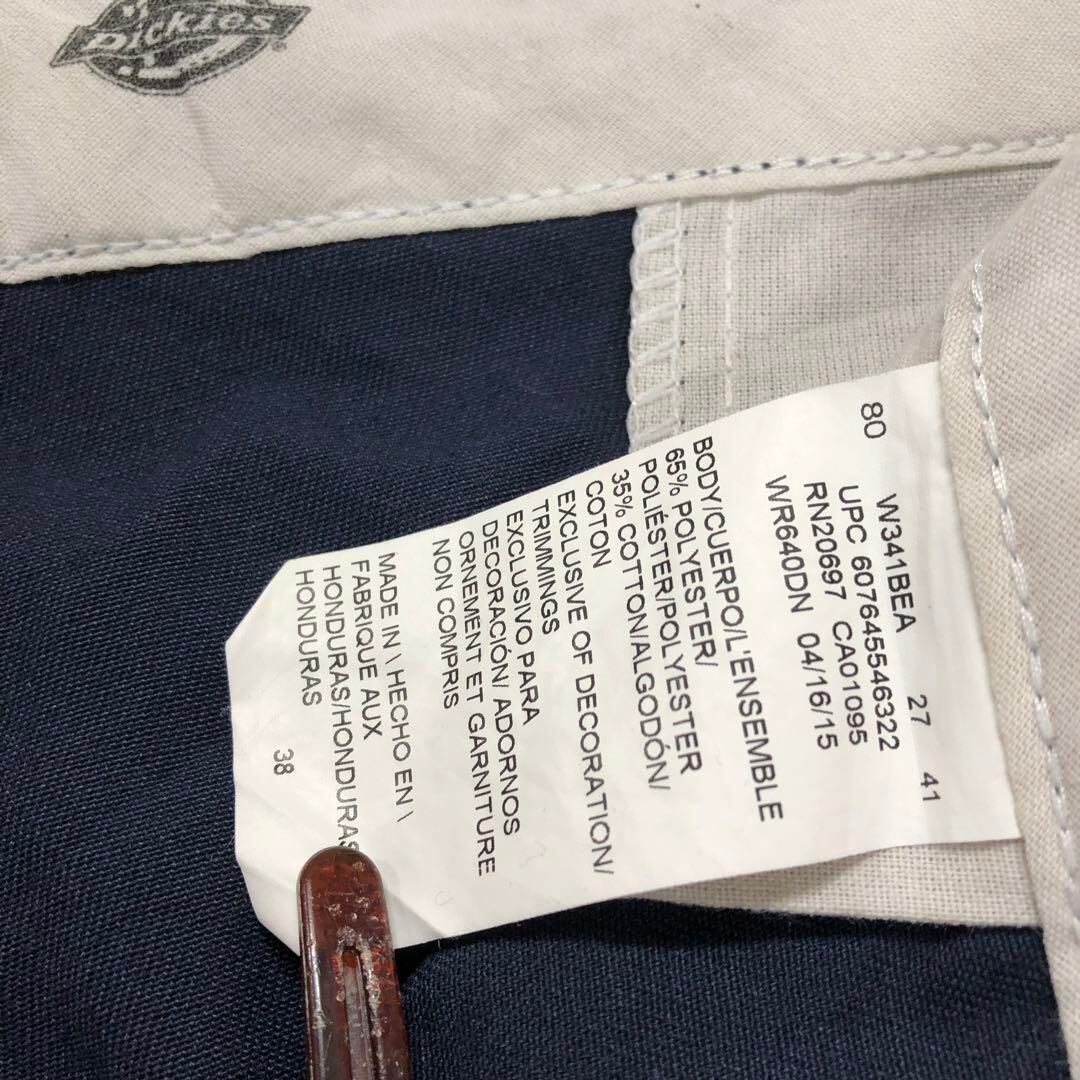 DICKIES
80 W341BEA 27 41
UPC 607645546322
RN20697 CA01095
WR640DN 04/16/15
BODY/CUERPO/L'ENSEMBLE
65% POLYESTER/
POLIÉSTER/POLYESTER
35% COTTON/ALGODÓN/
COTON
EXCLUSIVE OF DECORATION/
TRIMMINGS
EXCLUSIVO PARA
DECORACIÓN/ ADORNOS
ORNEMENT ET GARNITURE
NON COMPRIS
MADE IN \ HECHO EN \
FABRIQUE AUX
HONDURAS/HONDURAS
HONDURAS
38